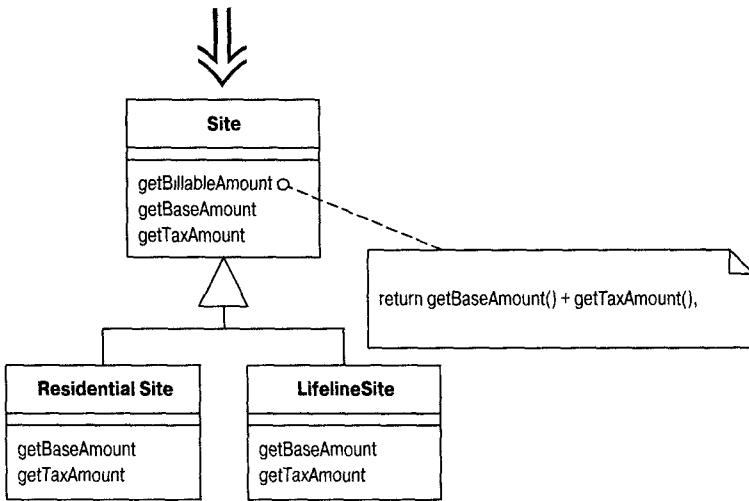 Site
getBillableAmount
getBaseAmount
getTaxAmount
return getBaseAmount() + getTaxAmount(),
Residential Site
getBaseAmount
getTaxAmount
LifelineSite
getBaseAmount
getTaxAmount